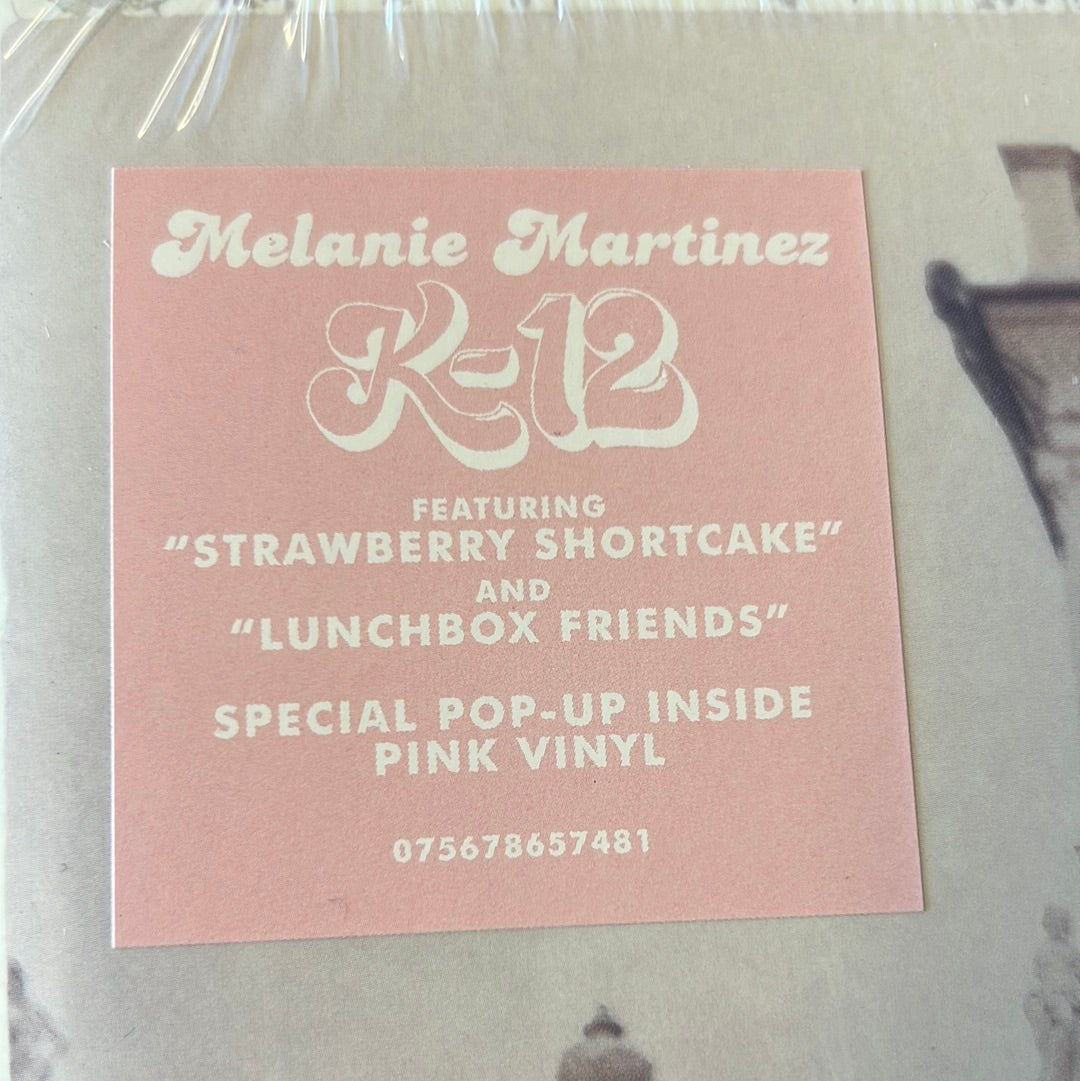 Melanie Martinez
K-12
FEATURING
“STRAWBERRY SHORTCAKE”
AND
“LUNCHBOX FRIENDS”
SPECIAL POP-UP INSIDE
PINK VINYL
075678657481